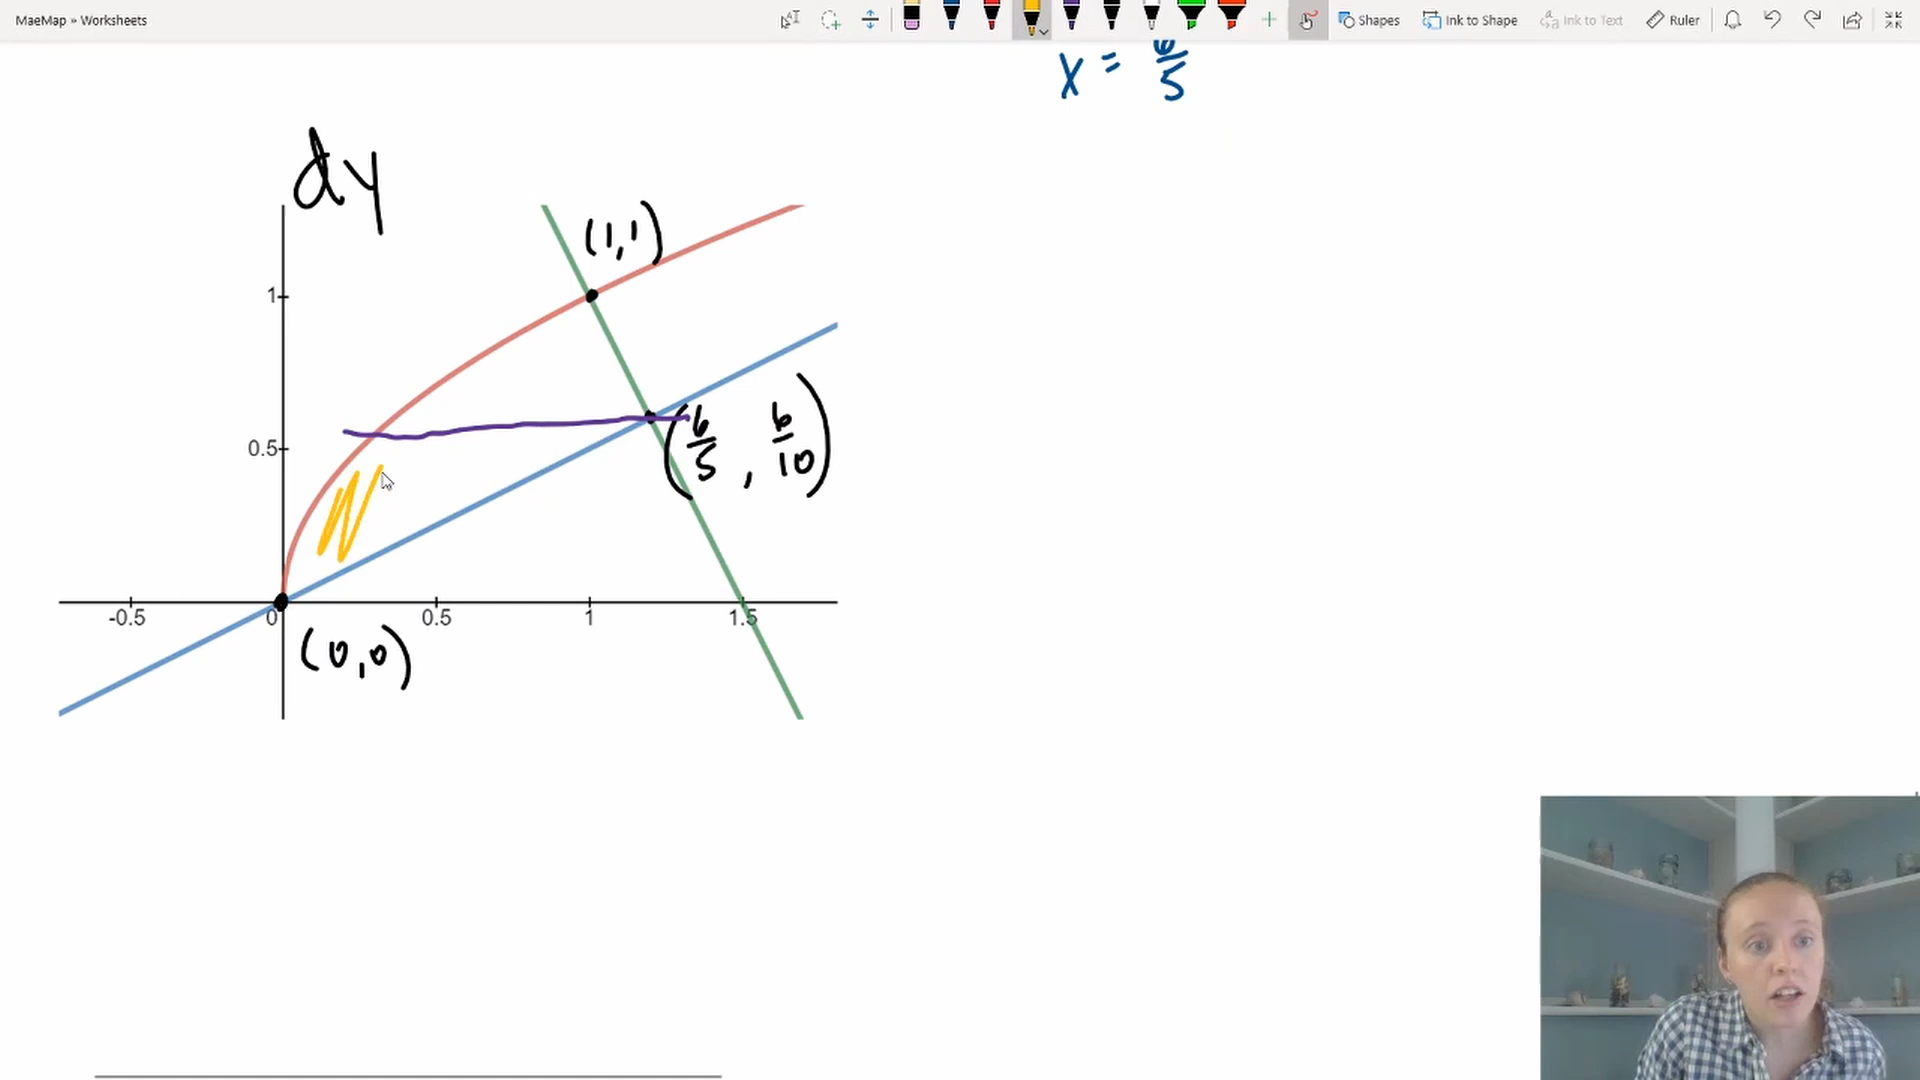 MaeMap » Worksheets
Shapes
Ink to Shape
Ink to Text
Ruler
x = 6/5
dy
(1,1)
1
(6/5, 6/10)
0.5
-0.5
0
0.5
1
1.5
(0,0)